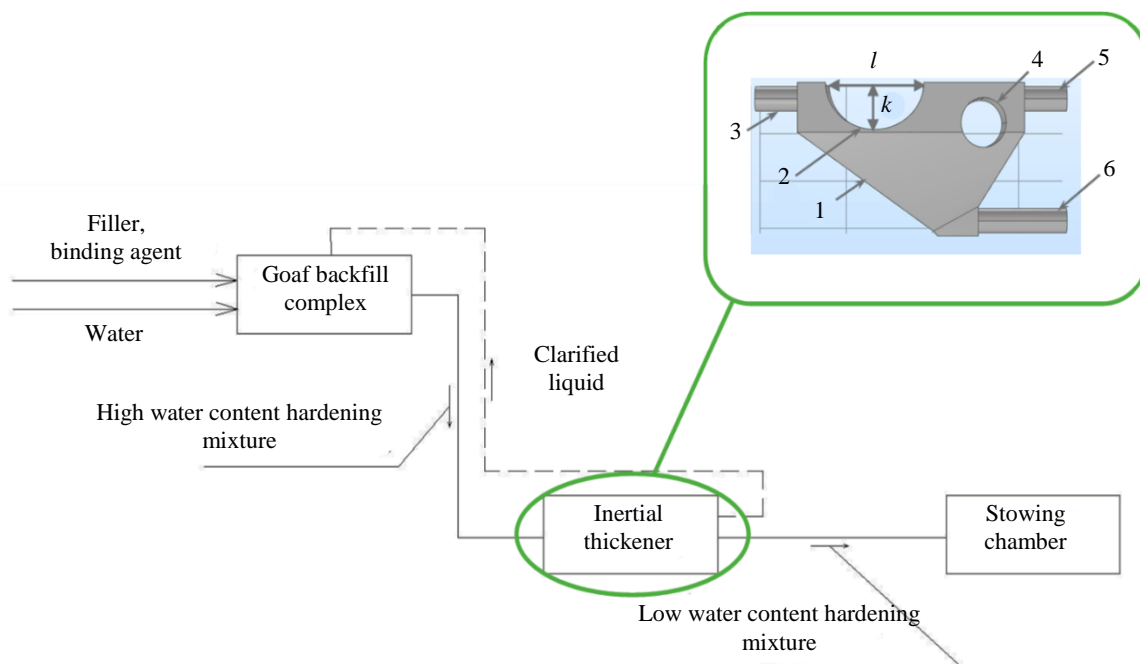 l
4
5
k
3
2
1
6
Filler,
binding agent
Goaf backfill
complex
Water
Clarified
liquid
High water content hardening
mixture
Inertial
thickener
Stowing
chamber
Low water content hardening
mixture